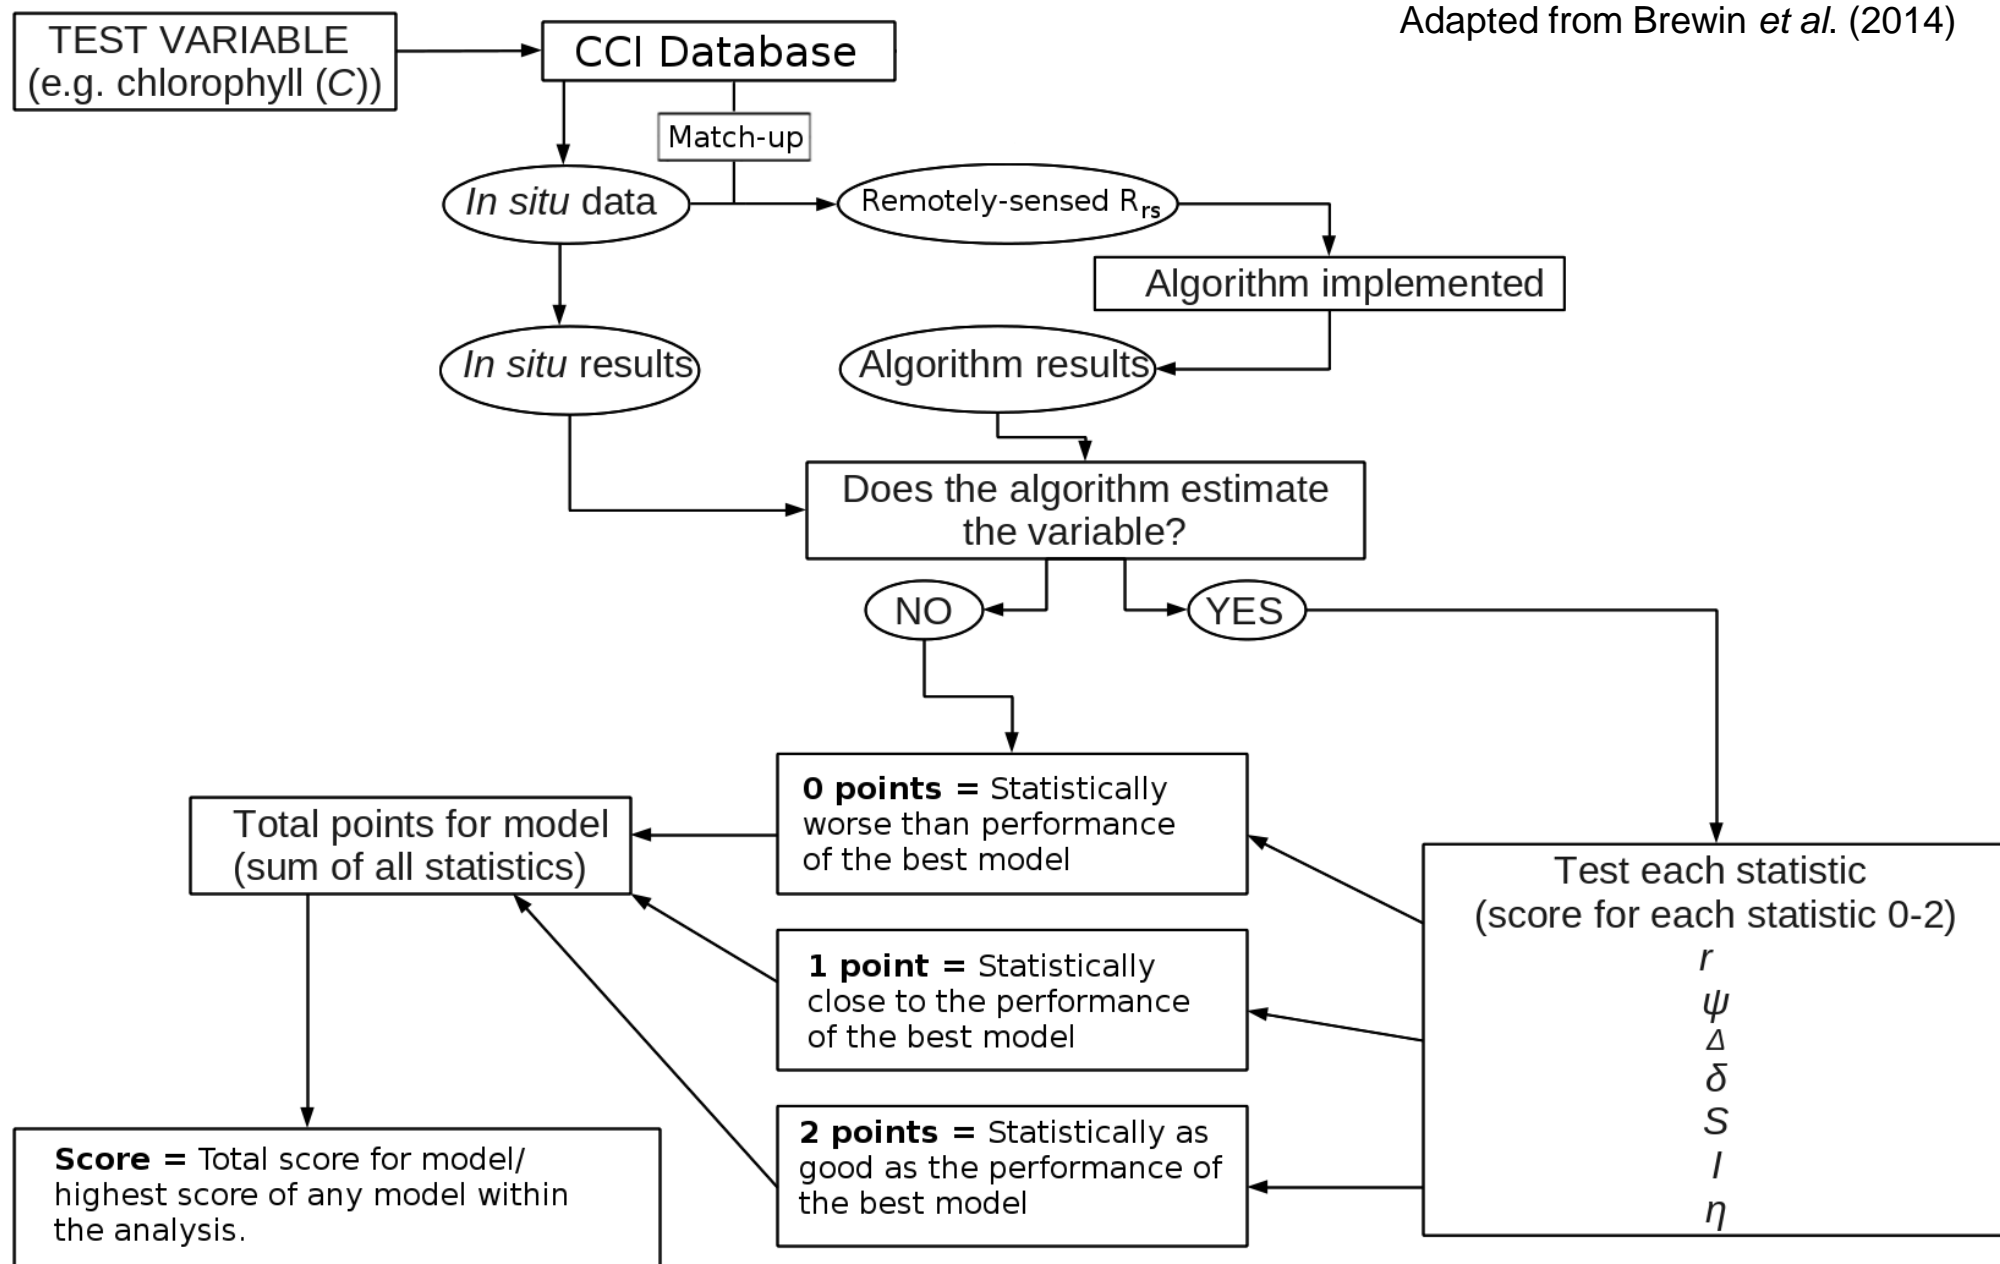 Adapted from Brewin et al. (2014)
TEST VARIABLE
(e.g. chlorophyll (C))
CCI Database
Match-up
In situ data
Remotely-sensed Rrs
Algorithm implemented
In situ results
Algorithm results
Does the algorithm estimate
the variable?
NO
YES
0 points = Statistically
worse than performance
of the best model
Total points for model
(sum of all statistics)
Test each statistic
(score for each statistic 0-2)
r
ψ
Δ
δ
S
I
η
1 point = Statistically
close to the performance
of the best model
2 points = Statistically as
good as the performance of
the best model
Score = Total score for model/
highest score of any model within
the analysis.